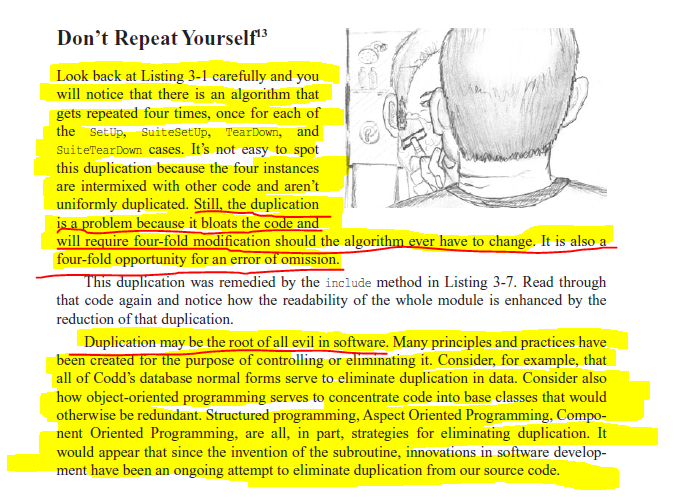 Don’t Repeat Yourself¹³
Look back at Listing 3-1 carefully and you
will notice that there is an algorithm that
gets repeated four times, once for each of
the SetUp, SuiteSetUp, TearDown, and
SuiteTearDown cases. It’s not easy to spot
this duplication because the four instances
are intermixed with other code and aren’t
uniformly duplicated. Still, the duplication
is a problem because it bloats the code and
will require four-fold modification should the algorithm ever have to change. It is also a
four-fold opportunity for an error of omission.
This duplication was remedied by the include method in Listing 3-7. Read through
that code again and notice how the readability of the whole module is enhanced by the
reduction of that duplication.
Duplication may be the root of all evil in software. Many principles and practices have
been created for the purpose of controlling or eliminating it. Consider, for example, that
all of Codd’s database normal forms serve to eliminate duplication in data. Consider also
how object-oriented programming serves to concentrate code into base classes that would
otherwise be redundant. Structured programming, Aspect Oriented Programming, Compo-
nent Oriented Programming, are all, in part, strategies for eliminating duplication. It
would appear that since the invention of the subroutine, innovations in software develop-
ment have been an ongoing attempt to eliminate duplication from our source code.